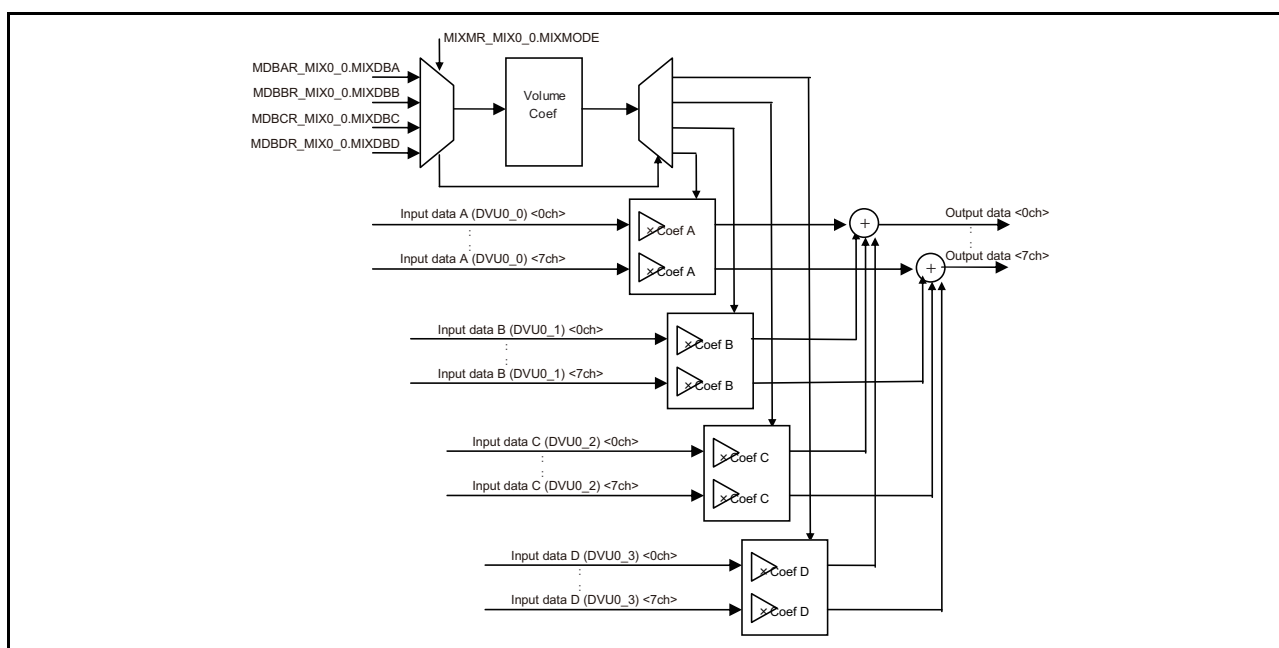 MIXMR_MIX0_0.MIXMODE
MDBAR_MIX0_0.MIXDBA
MDBBR_MIX0_0.MIXDBB
MDBCR_MIX0_0.MIXDBC
MDBDR_MIX0_0.MIXDBD
Volume
Coef
Input data A (DVU0_0) <0ch>
× Coef A
+
Output data <0ch>
Input data A (DVU0_0) <7ch>
× Coef A
+
Output data <7ch>
Input data B (DVU0_1) <0ch>
× Coef B
Input data B (DVU0_1) <7ch>
× Coef B
Input data C (DVU0_2) <0ch>
× Coef C
Input data C (DVU0_2) <7ch>
× Coef C
Input data D (DVU0_3) <0ch>
× Coef D
Input data D (DVU0_3) <7ch>
× Coef D